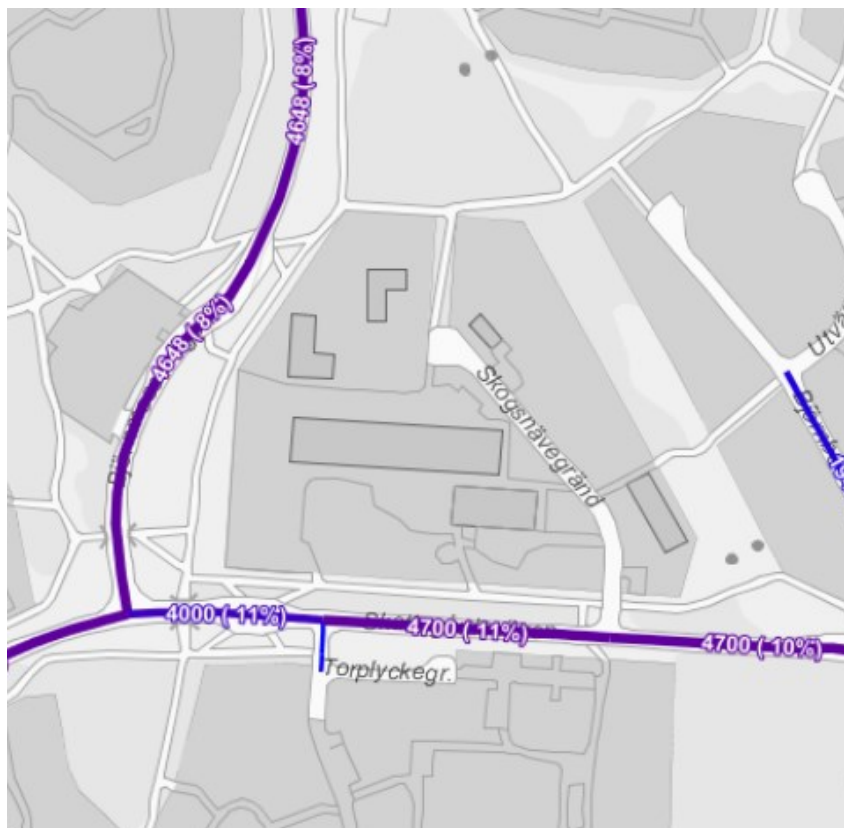 4648 ( 8%)
4648 ( 8%)
Skogsnävegränd
4000 ( 11%)
4700 ( 11%)
4700 ( 10%)
Torplyckegr.